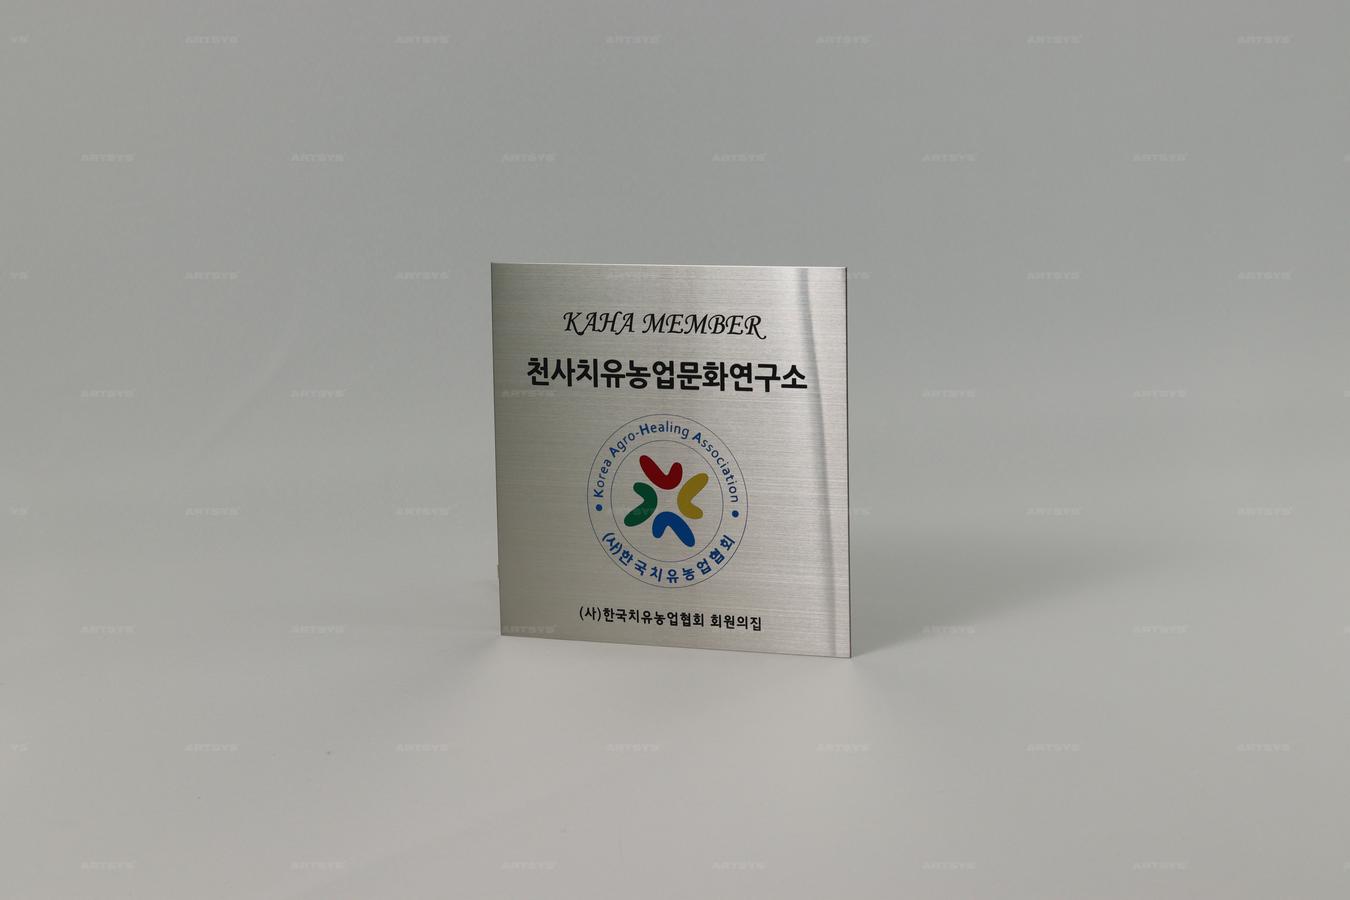 KAHA MEMBER
천사치유농업문화연구소
Korea Agro-Healing Association
(사)한국치유농업협회
(사)한국치유농업협회 회원의집
ARTSYS